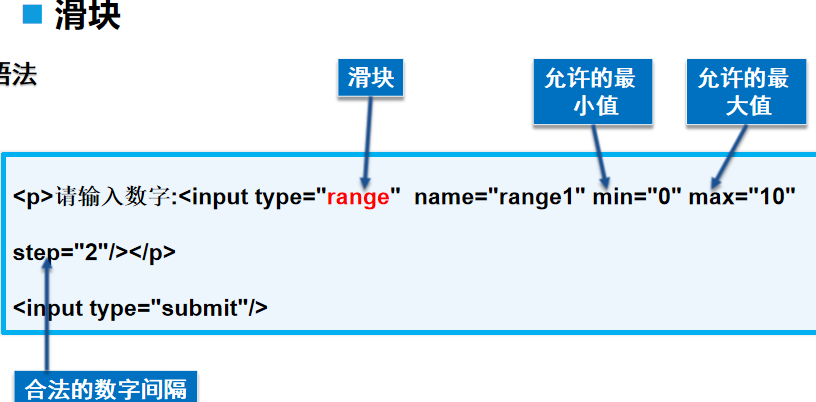 滑块
语法
滑块
允许的最
小值
允许的最
大值
<p>请输入数字:<input type="range"  name="range1" min="0" max="10"
step="2"/></p>
<input type="submit"/>
合法的数字间隔